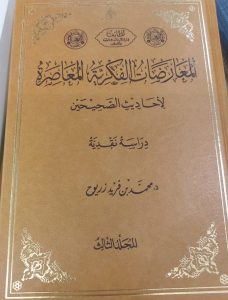 المعارضات الفكرية المعاصرة
لأحاديث الصحيحين
دراسة نقدية
د. محمد بن فريد زريوح
المجلد الثالث